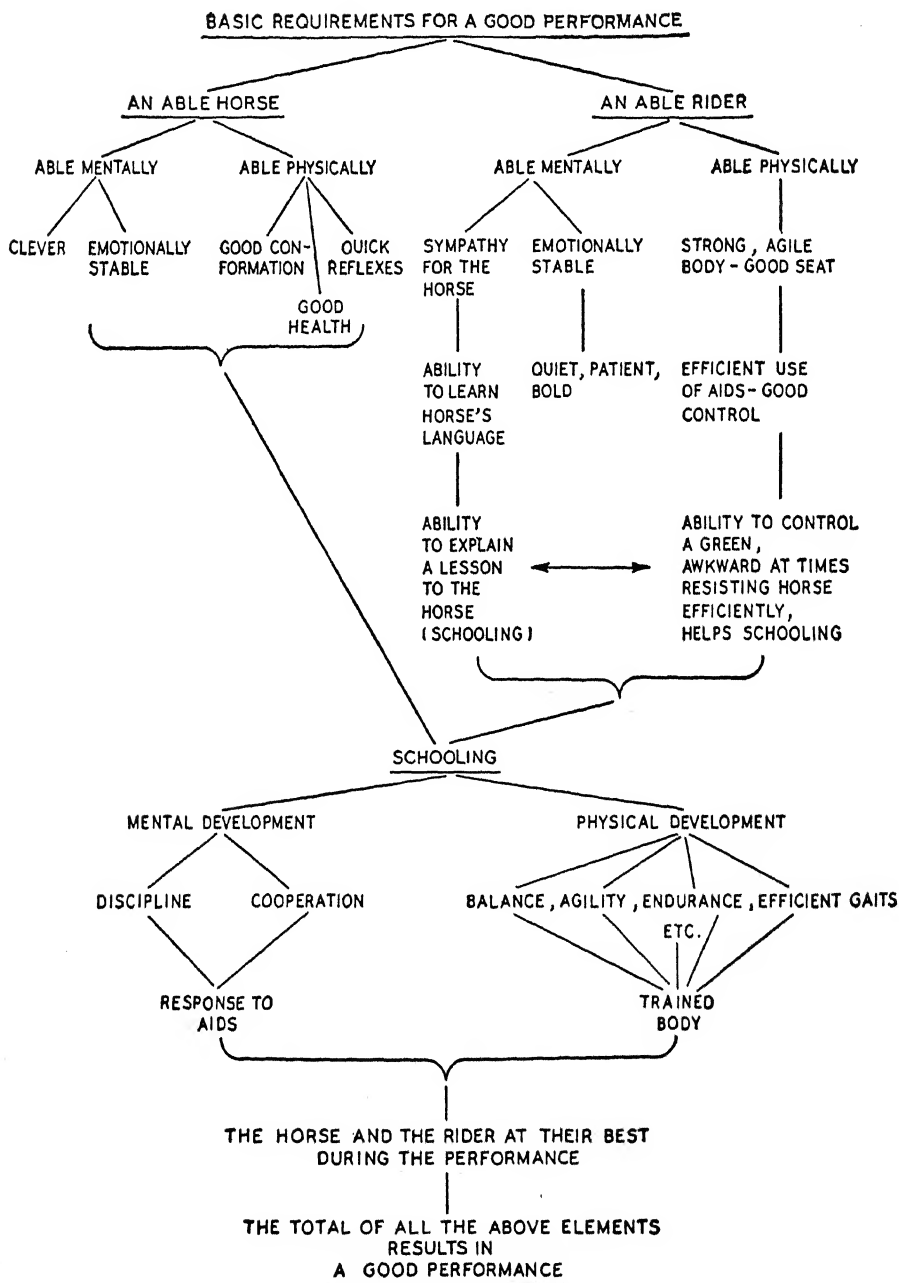 BASIC REQUIREMENTS FOR A GOOD PERFORMANCE
AN ABLE HORSE
AN ABLE RIDER
ABLE MENTALLY
ABLE PHYSICALLY
ABLE MENTALLY
ABLE PHYSICALLY
CLEVER
EMOTIONALLY
STABLE
GOOD CON-
FORMATION
QUICK
REFLEXES
GOOD
HEALTH
SYMPATHY
FOR THE
HORSE
EMOTIONALLY
STABLE
STRONG, AGILE
BODY - GOOD SEAT
ABILITY
TO LEARN
HORSE'S
LANGUAGE
QUIET, PATIENT,
BOLD
EFFICIENT USE
OF AIDS - GOOD
CONTROL
ABILITY
TO EXPLAIN
A LESSON
TO THE
HORSE
(SCHOOLING)
ABILITY TO CONTROL
A GREEN,
AWKWARD AT TIMES
RESISTING HORSE
EFFICIENTLY,
HELPS SCHOOLING
SCHOOLING
MENTAL DEVELOPMENT
PHYSICAL DEVELOPMENT
DISCIPLINE
COOPERATION
BALANCE, AGILITY, ENDURANCE, EFFICIENT GAITS
ETC.
RESPONSE TO
AIDS
TRAINED
BODY
THE HORSE AND THE RIDER AT THEIR BEST
DURING THE PERFORMANCE
THE TOTAL OF ALL THE ABOVE ELEMENTS
RESULTS IN
A GOOD PERFORMANCE